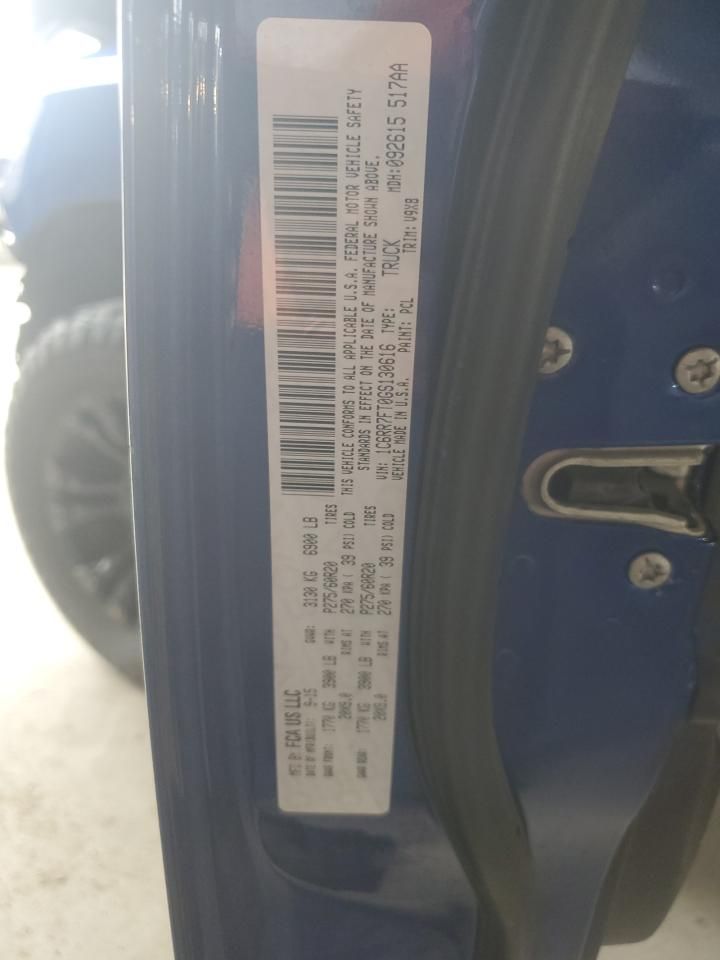 MFD BY: FCA US LLC
DATE OF MFR: 9-15 GVWR: 3130 KG 6900 LB
GAWR FRONT: 1770 KG 3900 LB WITH P275/60R20 TIRES
20X9.0 RIMS AT 270 KPA ( 39 PSI) COLD
GAWR REAR: 1770 KG 3900 LB WITH P275/60R20 TIRES
20X9.0 RIMS AT 270 KPA ( 39 PSI) COLD
THIS VEHICLE CONFORMS TO ALL APPLICABLE U.S.A. FEDERAL MOTOR VEHICLE SAFETY
STANDARDS IN EFFECT ON THE DATE OF MANUFACTURE SHOWN ABOVE.
VIN: 1C6RR7FT0GS130616 TYPE: TRUCK MDH:092615 517AA
VEHICLE MADE IN U.S.A. PAINT: PCL TRIM: V9X8